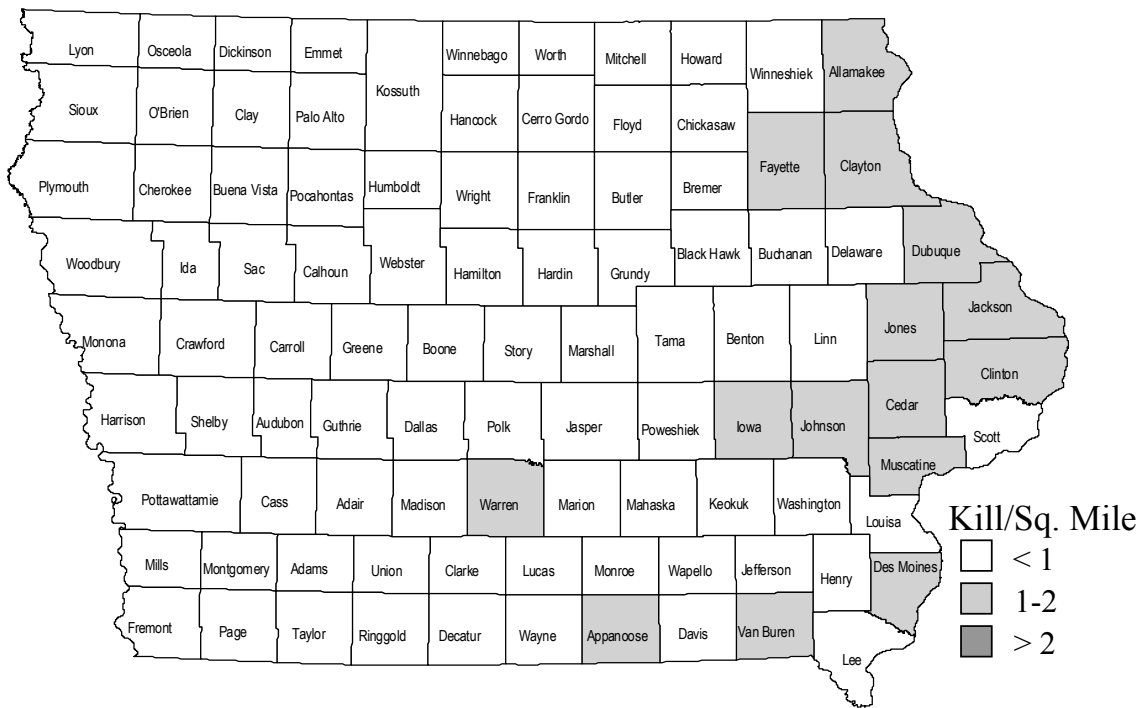 Lyon Osceola Dickinson Emmet Winnebago Worth Mitchell Howard Winneshiek Allamakee
Kossuth
Sioux O'Brien Clay Palo Alto Hancock Cerro Gordo Floyd Chickasaw
Fayette Clayton
Plymouth Cherokee Buena Vista Pocahontas Humboldt Wright Franklin Butler Bremer
Woodbury Ida Sac Calhoun Webster Hamilton Hardin Grundy Black Hawk Buchanan Delaware Dubuque
Jones Jackson
Monona Crawford Carroll Greene Boone Story Marshall Tama Benton Linn
Clinton
Harrison Shelby Audubon Guthrie Dallas Polk Jasper Poweshiek Iowa Johnson Cedar
Scott
Muscatine
Pottawattamie Cass Adair Madison Warren Marion Mahaska Keokuk Washington
Louisa
Kill/Sq. Mile
< 1
1-2
> 2
Mills Montgomery Adams Union Clarke Lucas Monroe Wapello Jefferson Henry Des Moines
Fremont Page Taylor Ringgold Decatur Wayne Appanoose Davis Van Buren
Lee